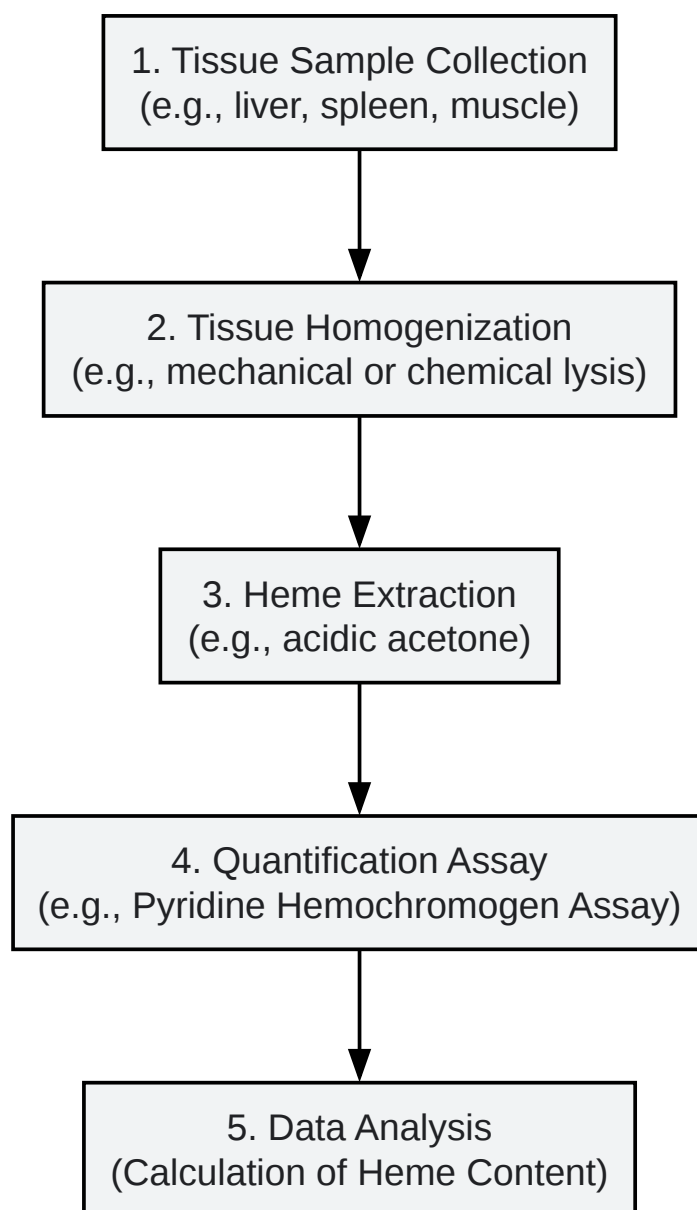 1. Tissue Sample Collection
(e.g., liver, spleen, muscle)
2. Tissue Homogenization
(e.g., mechanical or chemical lysis)
3. Heme Extraction
(e.g., acidic acetone)
4. Quantification Assay
(e.g., Pyridine Hemochromogen Assay)
5. Data Analysis
(Calculation of Heme Content)